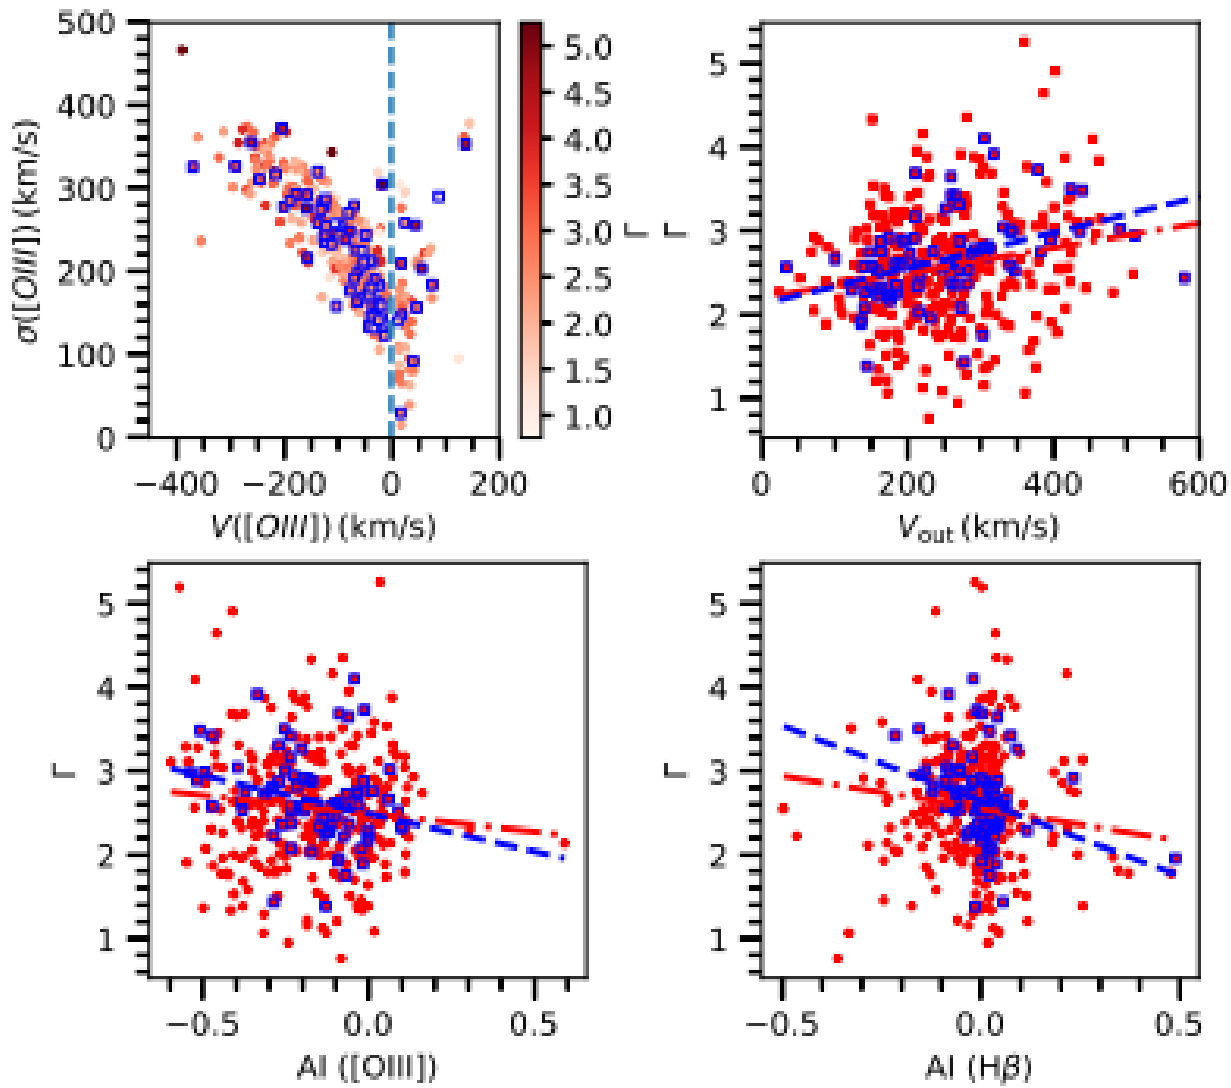 500
400
300
200
100
0
σ([OIII]) (km/s)
−400 −200 0 200
V([OIII]) (km/s)
5.0
4.5
4.0
3.5
3.0
2.5
2.0
1.5
1.0
Γ
5
4
3
2
1
Γ
0 200 400 600
V_out (km/s)
5
4
3
2
1
Γ
−0.5 0.0 0.5
AI ([OIII])
5
4
3
2
1
Γ
−0.5 0.0 0.5
AI (Hβ)